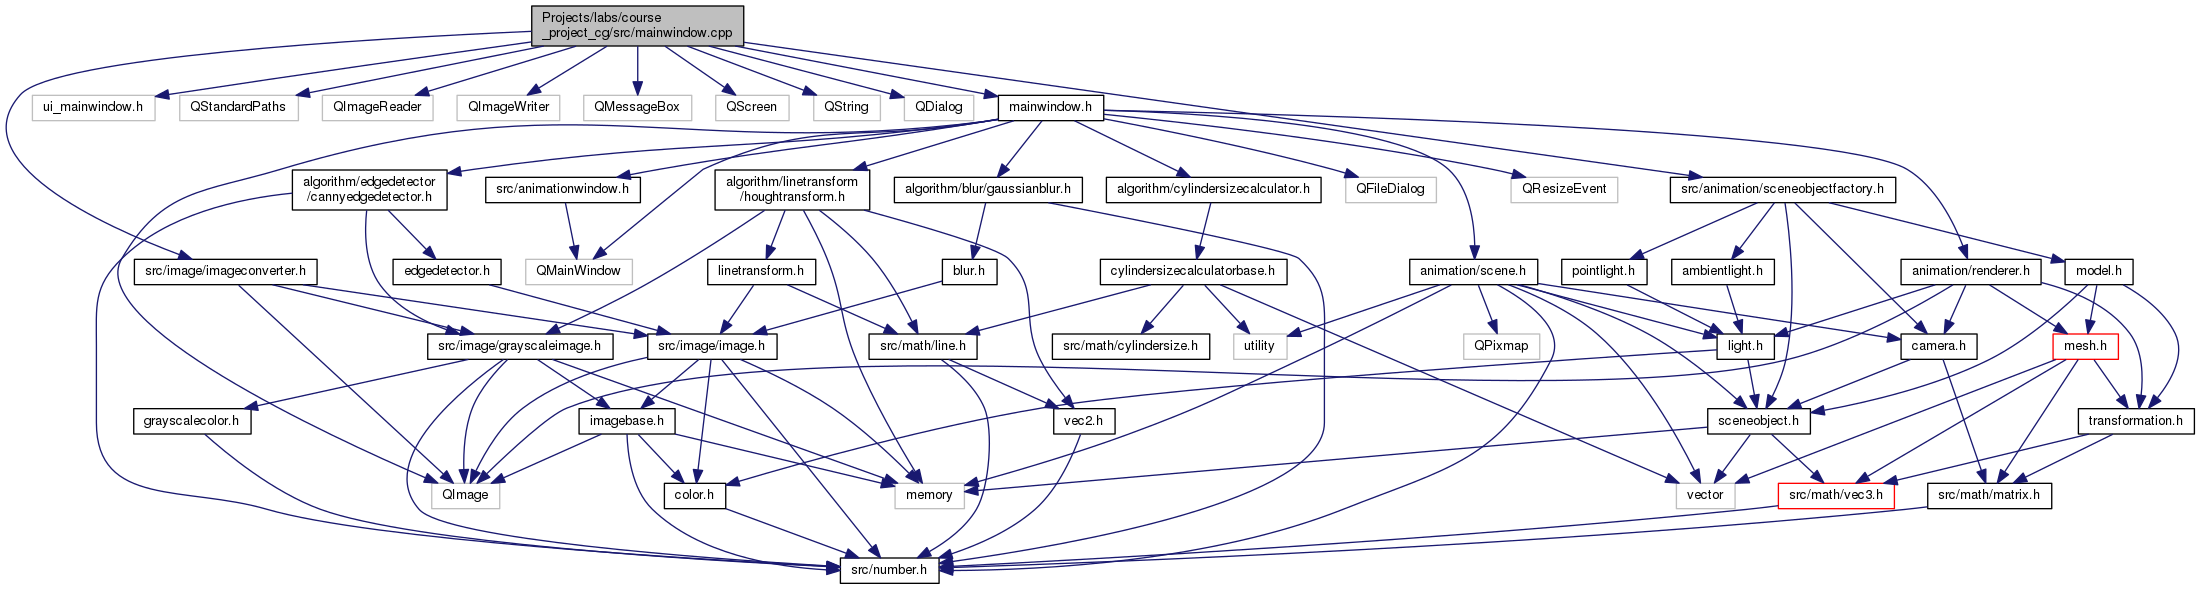 Projects/labs/course
_project_cg/src/mainwindow.cpp
ui_mainwindow.h
QStandardPaths
QImageReader
QImageWriter
QMessageBox
QScreen
QString
QDialog
mainwindow.h
algorithm/edgedetector
/cannyedgedetector.h
src/animationwindow.h
algorithm/linetransform
/houghtransform.h
algorithm/blur/gaussianblur.h
algorithm/cylindersizecalculator.h
QFileDialog
QResizeEvent
src/animation/sceneobjectfactory.h
src/image/imageconverter.h
edgedetector.h
QMainWindow
linetransform.h
blur.h
cylindersizecalculatorbase.h
animation/scene.h
pointlight.h
ambientlight.h
animation/renderer.h
model.h
src/image/grayscaleimage.h
src/image/image.h
src/math/line.h
src/math/cylindersize.h
utility
QPixmap
light.h
camera.h
mesh.h
grayscalecolor.h
imagebase.h
vec2.h
sceneobject.h
transformation.h
QImage
color.h
memory
vector
src/math/vec3.h
src/math/matrix.h
src/number.h